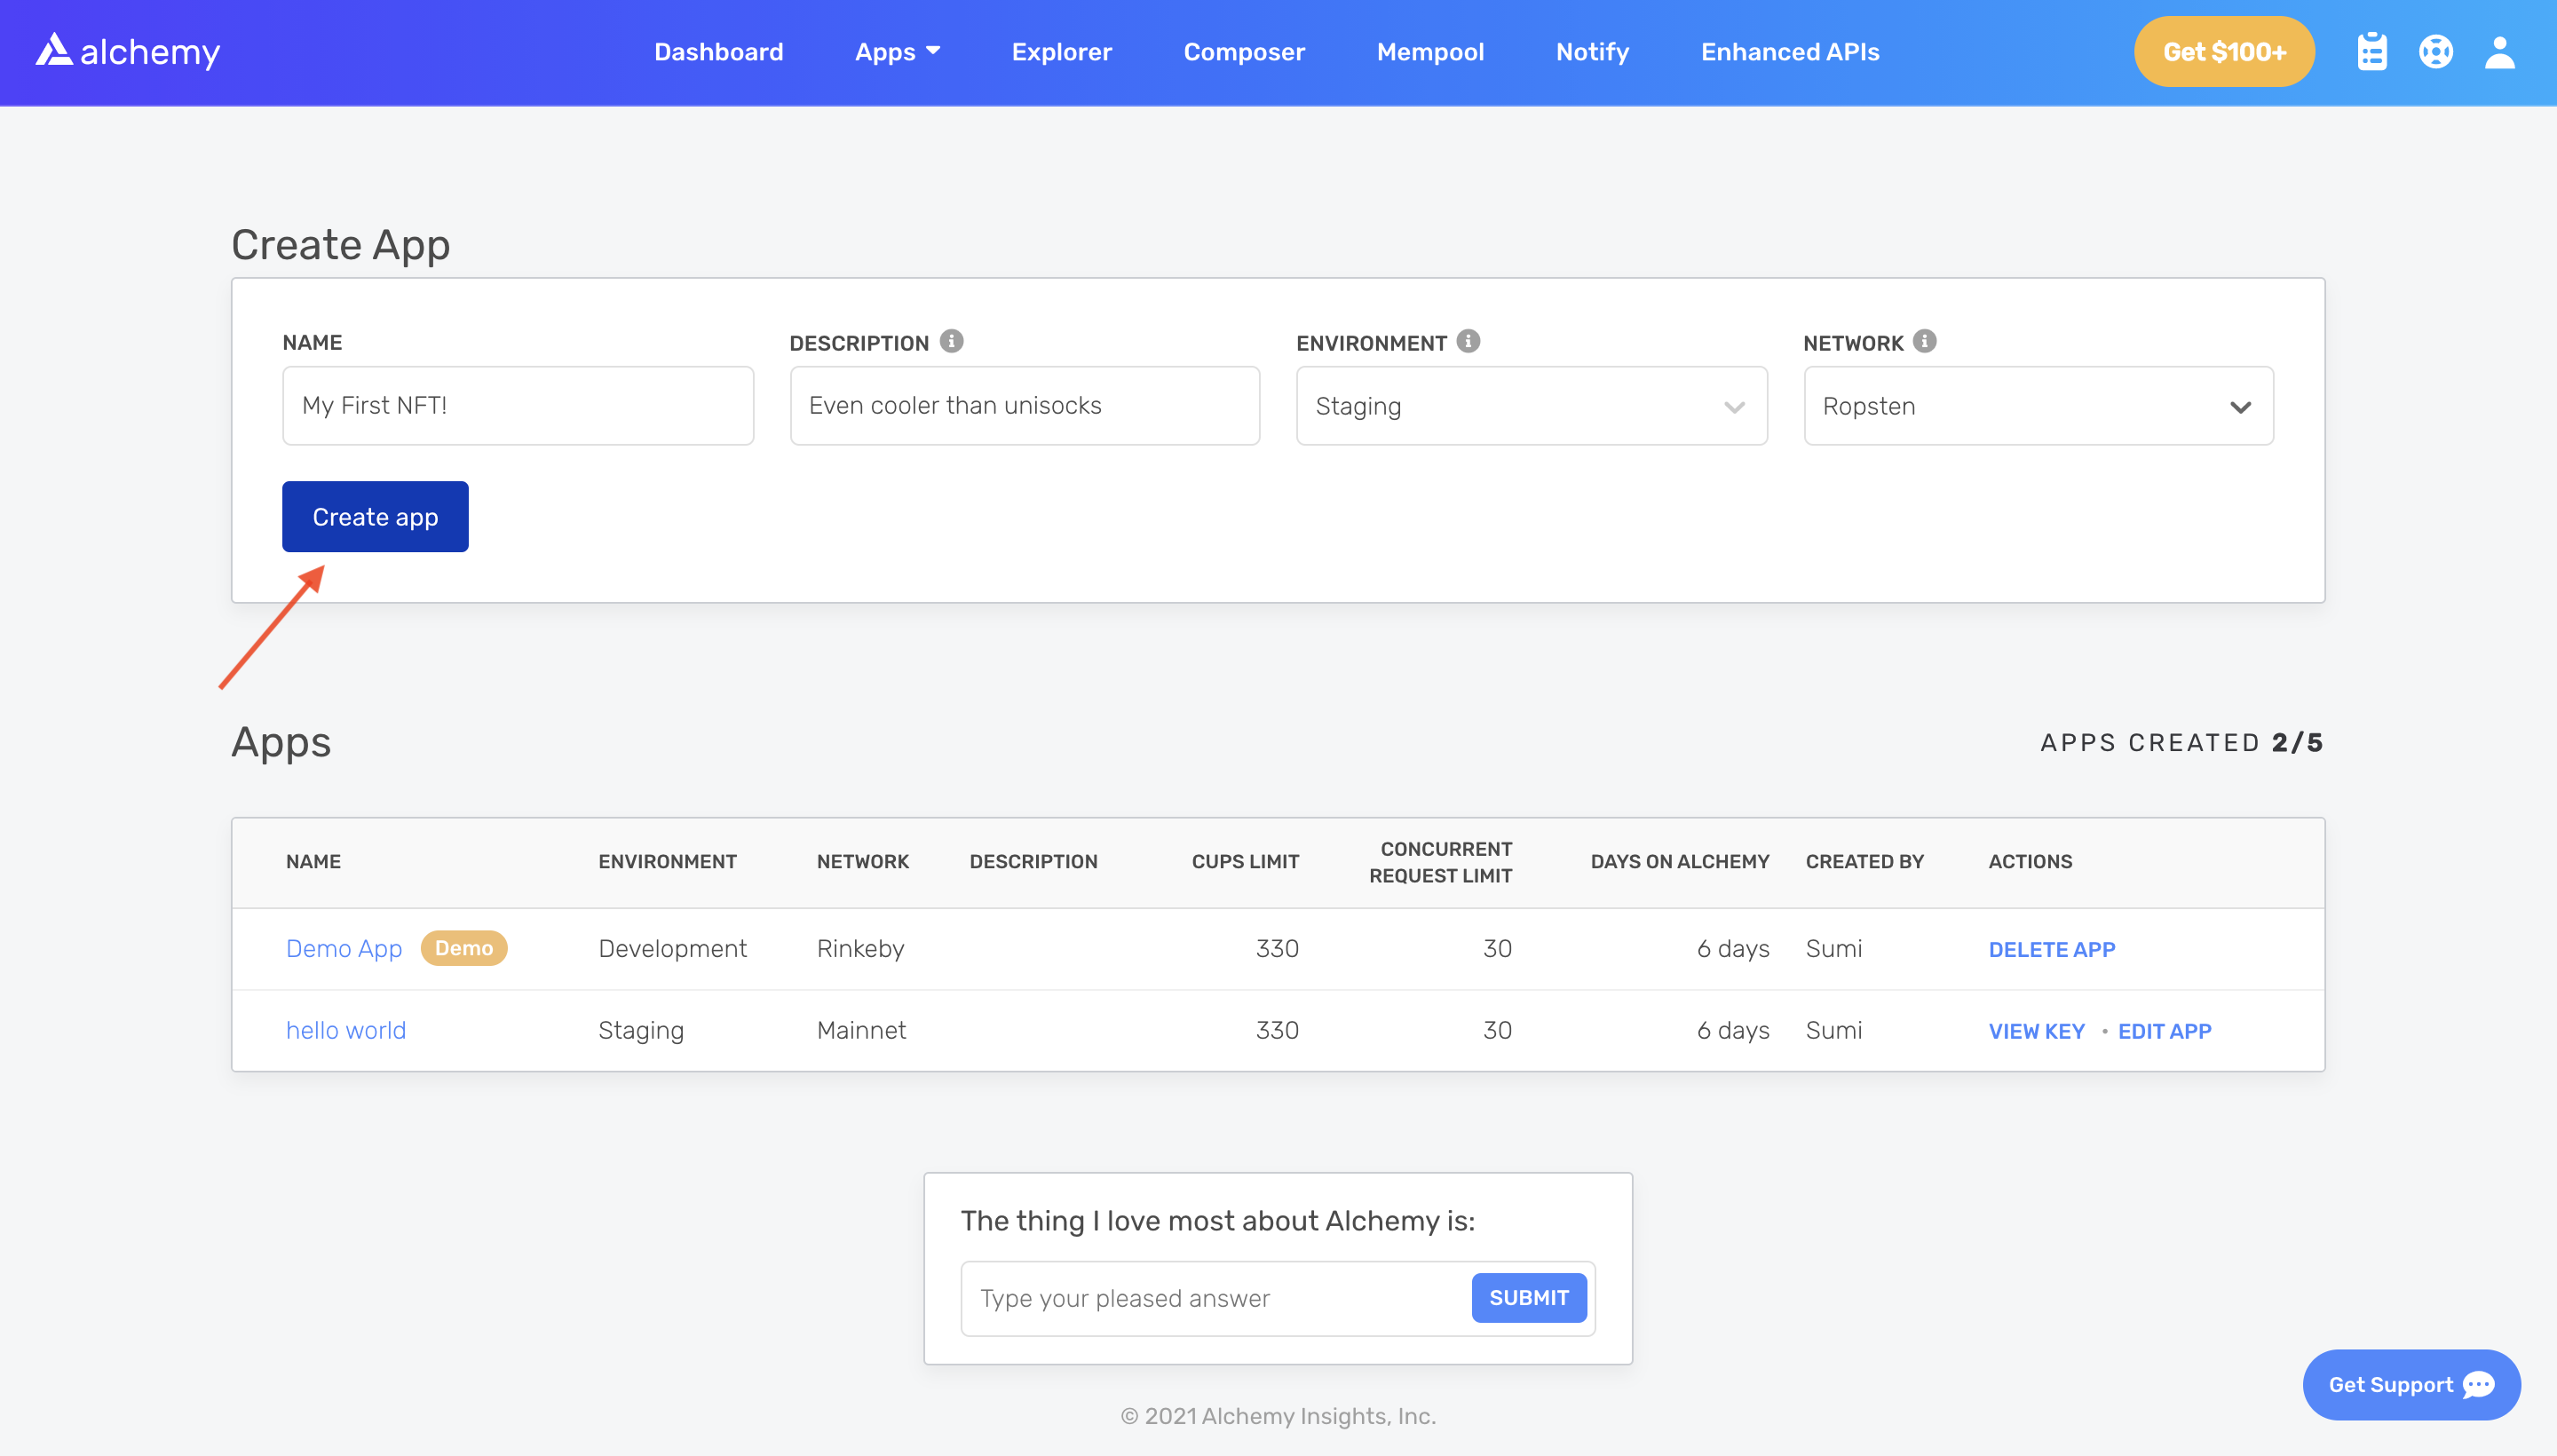 alchemy
Dashboard Apps Explorer Composer Mempool Notify Enhanced APIs Get $100+
Create App
NAME DESCRIPTION ENVIRONMENT NETWORK
My First NFT! Even cooler than unisocks Staging Ropsten
Create app
Apps APPS CREATED 2/5
NAME ENVIRONMENT NETWORK DESCRIPTION CUPS LIMIT CONCURRENT REQUEST LIMIT DAYS ON ALCHEMY CREATED BY ACTIONS
Demo App Demo Development Rinkeby 330 30 6 days Sumi DELETE APP
hello world Staging Mainnet 330 30 6 days Sumi VIEW KEY • EDIT APP
The thing I love most about Alchemy is:
Type your pleased answer SUBMIT
Get Support
© 2021 Alchemy Insights, Inc.